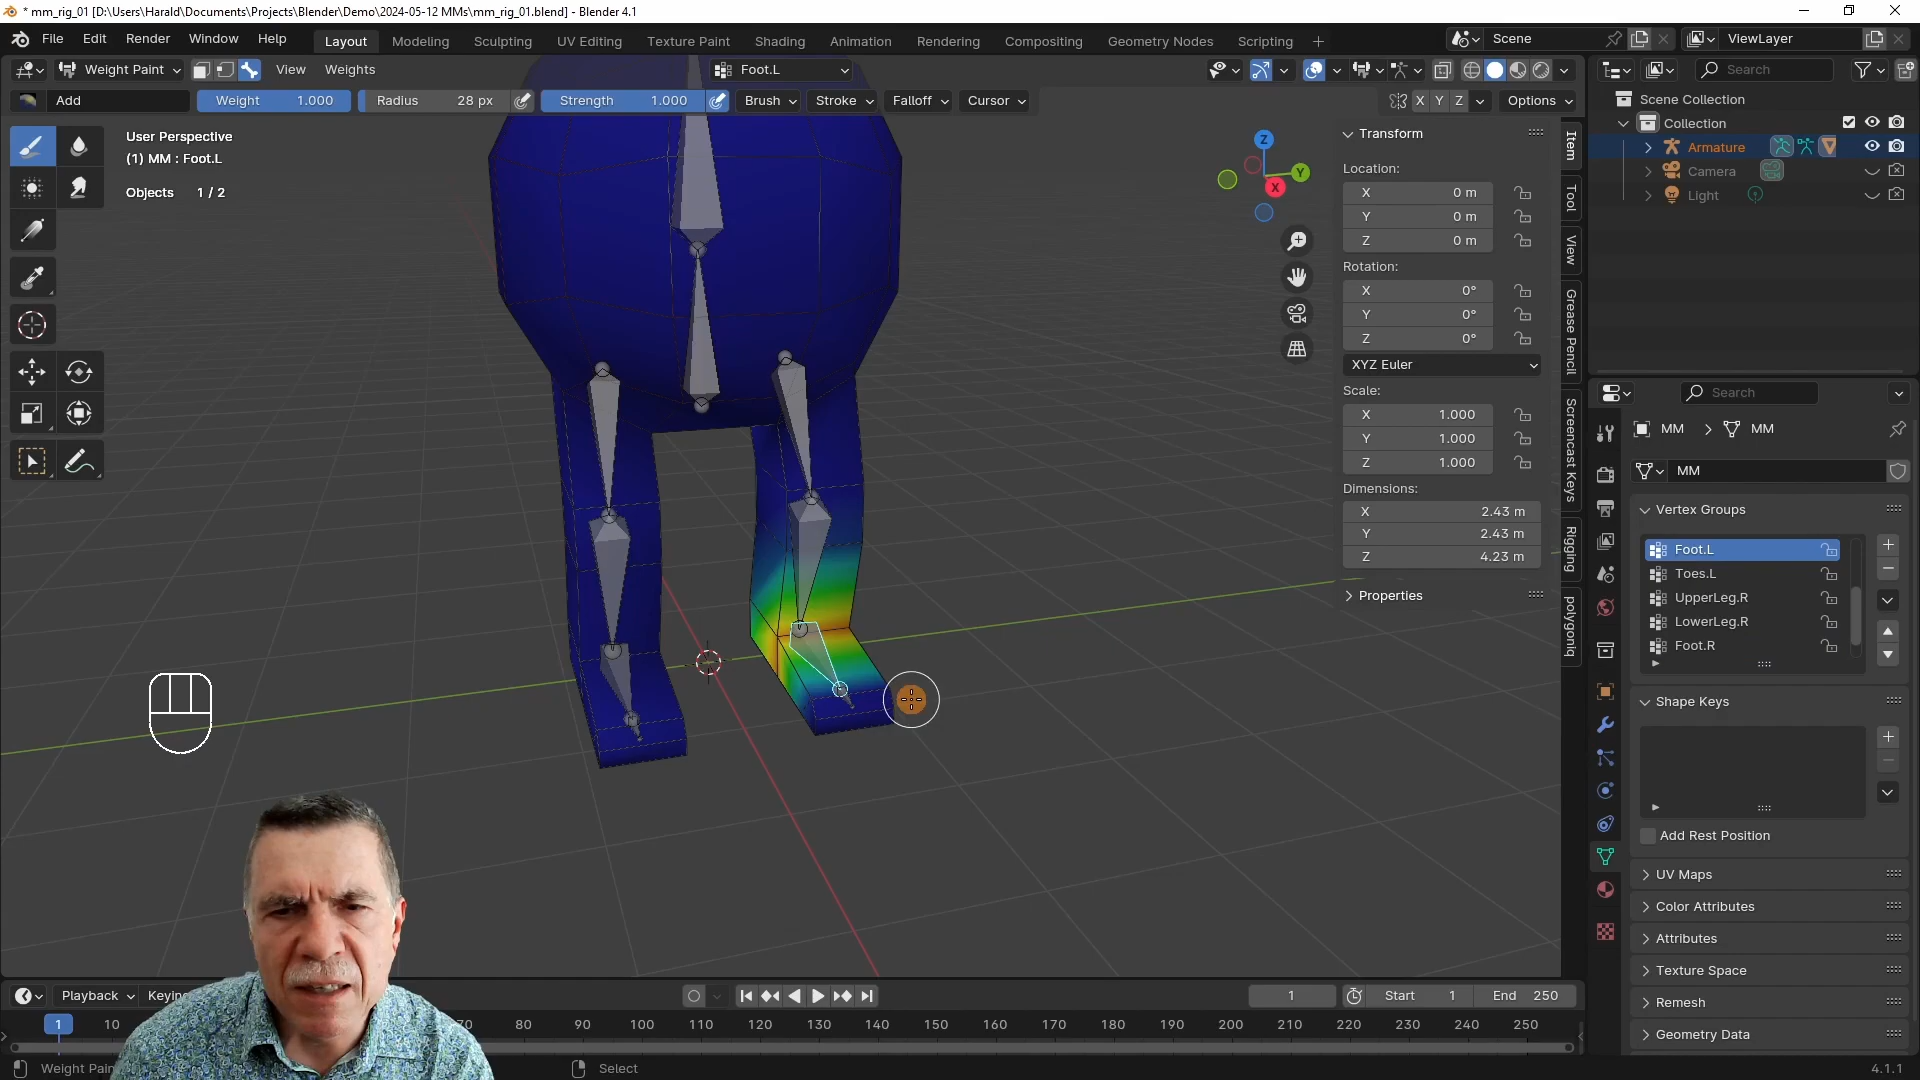 * mm_rig_01 [D:\Users\Harald\Documents\Projects\Blender\Demo\2024-05-12 MMs\mm_rig_01.blend] - Blender 4.1
File Edit Render Window Help Layout Modeling Sculpting UV Editing Texture Paint Shading Animation Rendering Compositing Geometry Nodes Scripting + Scene ViewLayer
Weight Paint View Weights Foot.L Search
Add Weight 1.000 Radius 28 px Strength 1.000 Brush Stroke Falloff Cursor X Y Z Options
Scene Collection
Collection
Armature
Camera
Light
User Perspective
(1) MM : Foot.L
Objects 1 / 2
Z
Y
X
Transform
Location:
X 0 m
Y 0 m
Z 0 m
Rotation:
X 0°
Y 0°
Z 0°
XYZ Euler
Scale:
X 1.000
Y 1.000
Z 1.000
Dimensions:
X 2.43 m
Y 2.43 m
Z 4.23 m
Properties
Item
Tool
View
Grease Pencil
Screencast Keys
Rigging
polygoniq
Search
MM MM
MM
Vertex Groups
Foot.L
Toes.L
UpperLeg.R
LowerLeg.R
Foot.R
Shape Keys
Add Rest Position
UV Maps
Color Attributes
Attributes
Texture Space
Remesh
Geometry Data
Playback Keying 1 Start 1 End 250
1 10 70 80 90 100 110 120 130 140 150 160 170 180 190 200 210 220 230 240 250
Weight Pain Select 4.1.1